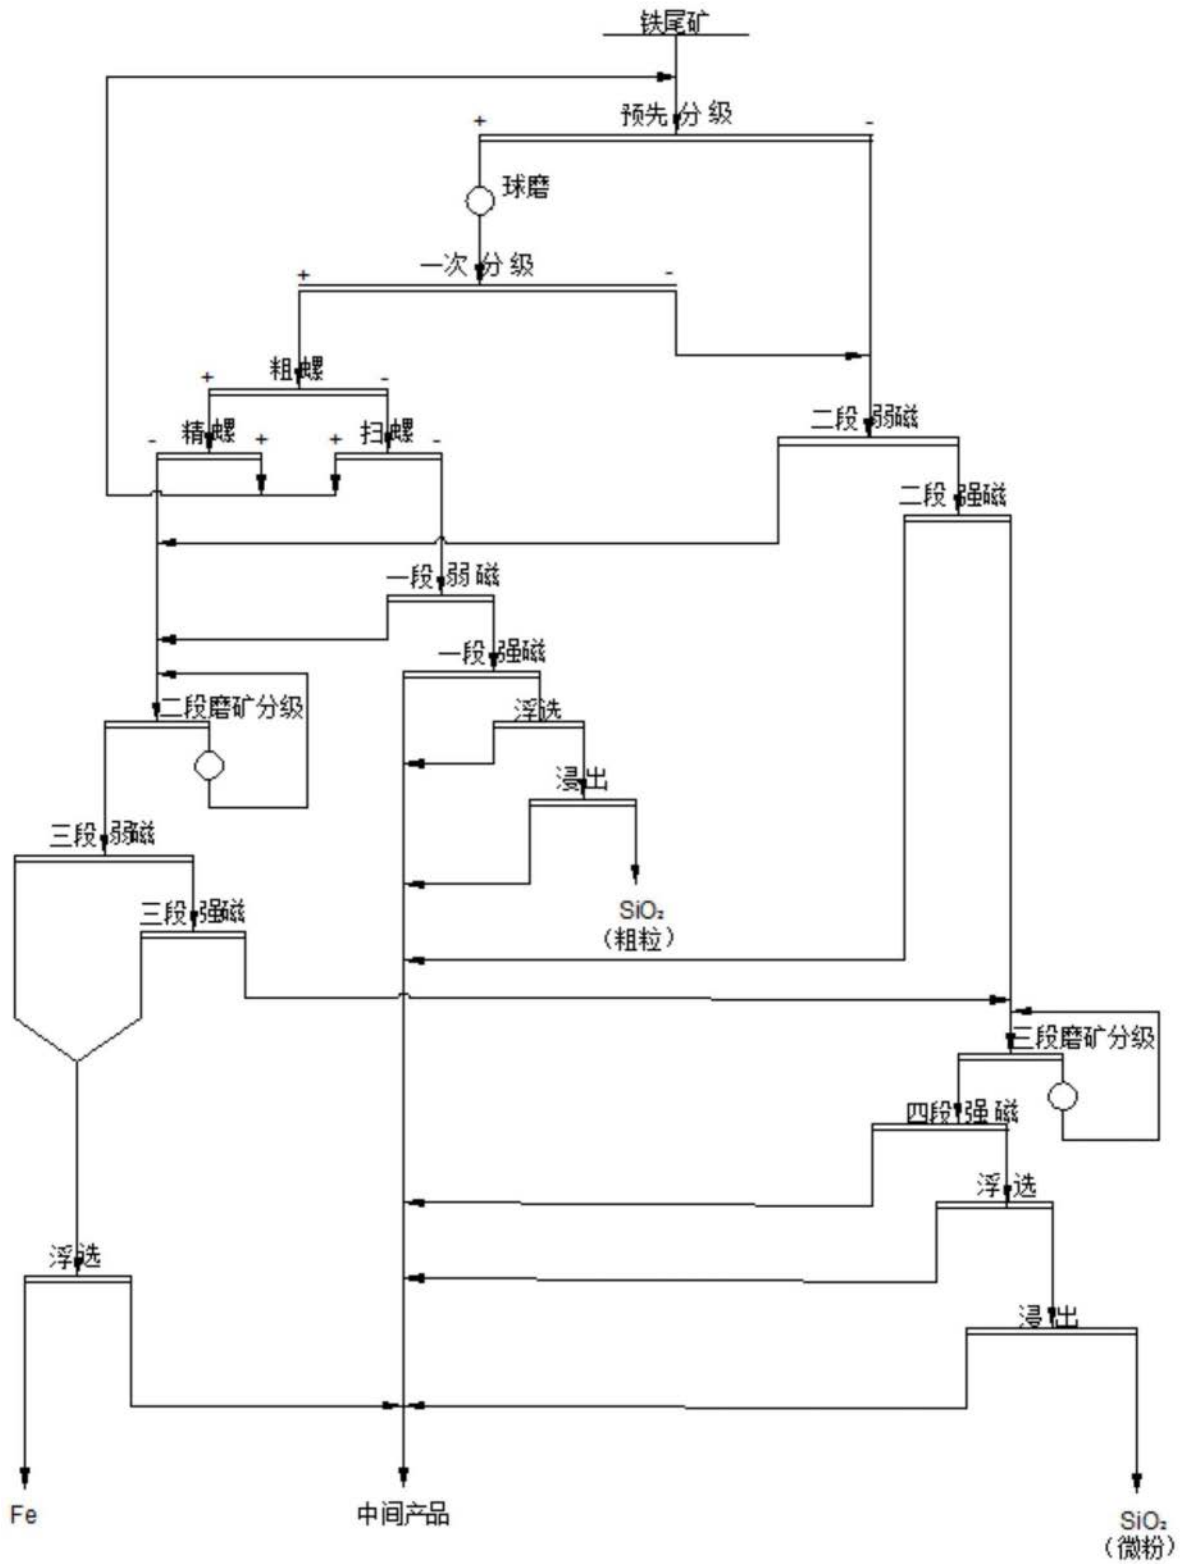 铁尾矿
+ 预先分级 -
球磨
+ 一次分级 -
+ 粗螺 -
- 精螺 + + 扫螺 -
二段弱磁
二段强磁
一段弱磁
一段强磁
二段磨矿分级
浮选
浸出
三段弱磁
三段强磁
SiO₂
(粗粒)
三段磨矿分级
四段强磁
浮选
浮选
浸出
Fe
中间产品
SiO₂
(微粉)